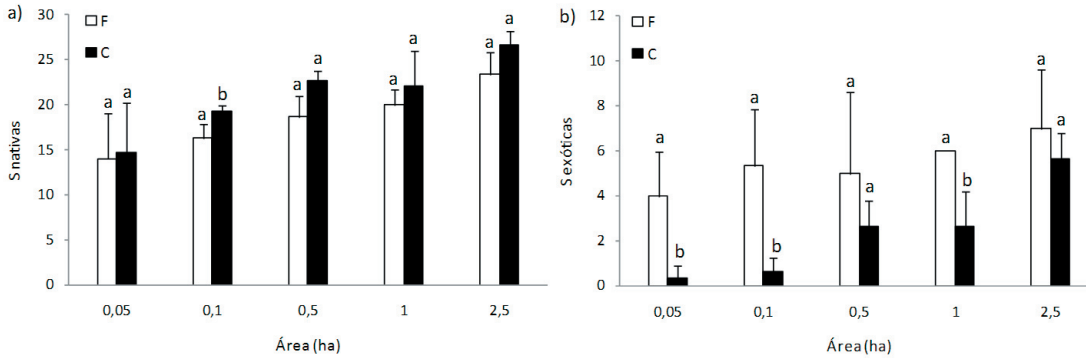 a)
S nativas
30
25
20
15
10
5
0
F
C
a a
a b
a a
a a
a a
0,05 0,1 0,5 1 2,5
Área (ha)
b)
S exóticas
12
10
8
6
4
2
0
F
C
a b
a b
a a
a b
a a
0,05 0,1 0,5 1 2,5
Área (ha)